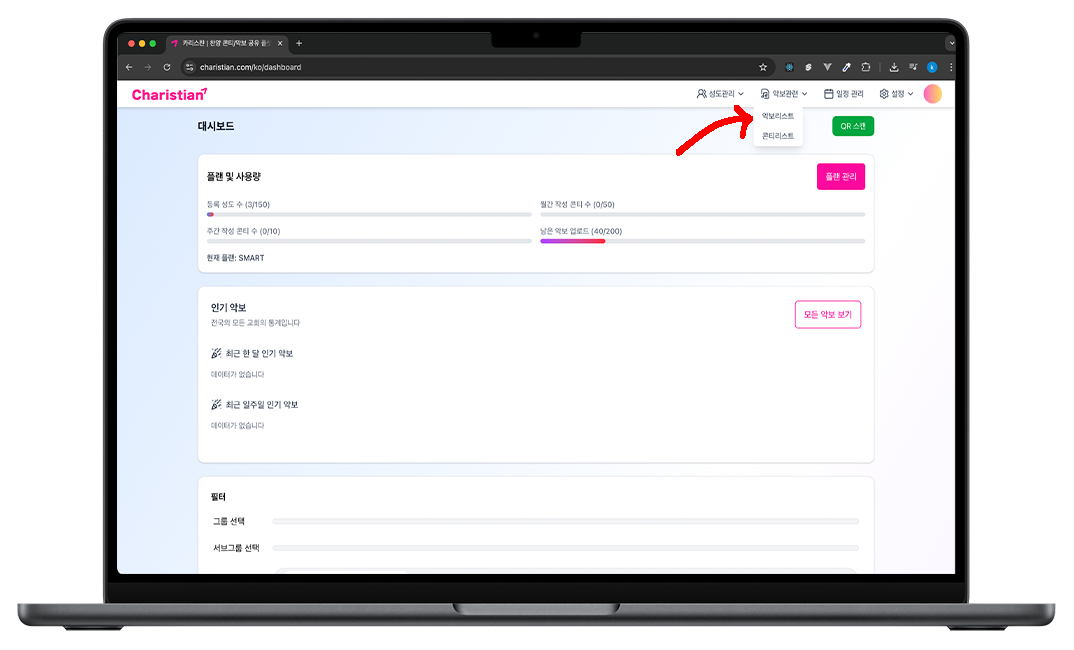 카리스찬 | 찬양 콘티/악보 공유 플
charistian.com/ko/dashboard
Charistian
성도관리
악보관련
일정 관리
설정
악보리스트
콘티리스트
대시보드
QR 스캔
플랜 및 사용량
플랜 관리
등록 성도 수 (3/150)
월간 작성 콘티 수 (0/50)
주간 작성 콘티 수 (0/10)
남은 악보 업로드 (40/200)
현재 플랜: SMART
인기 악보
전국의 모든 교회의 통계입니다
모든 악보 보기
최근 한 달 인기 악보
데이터가 없습니다
최근 일주일 인기 악보
데이터가 없습니다
필터
그룹 선택
서브그룹 선택